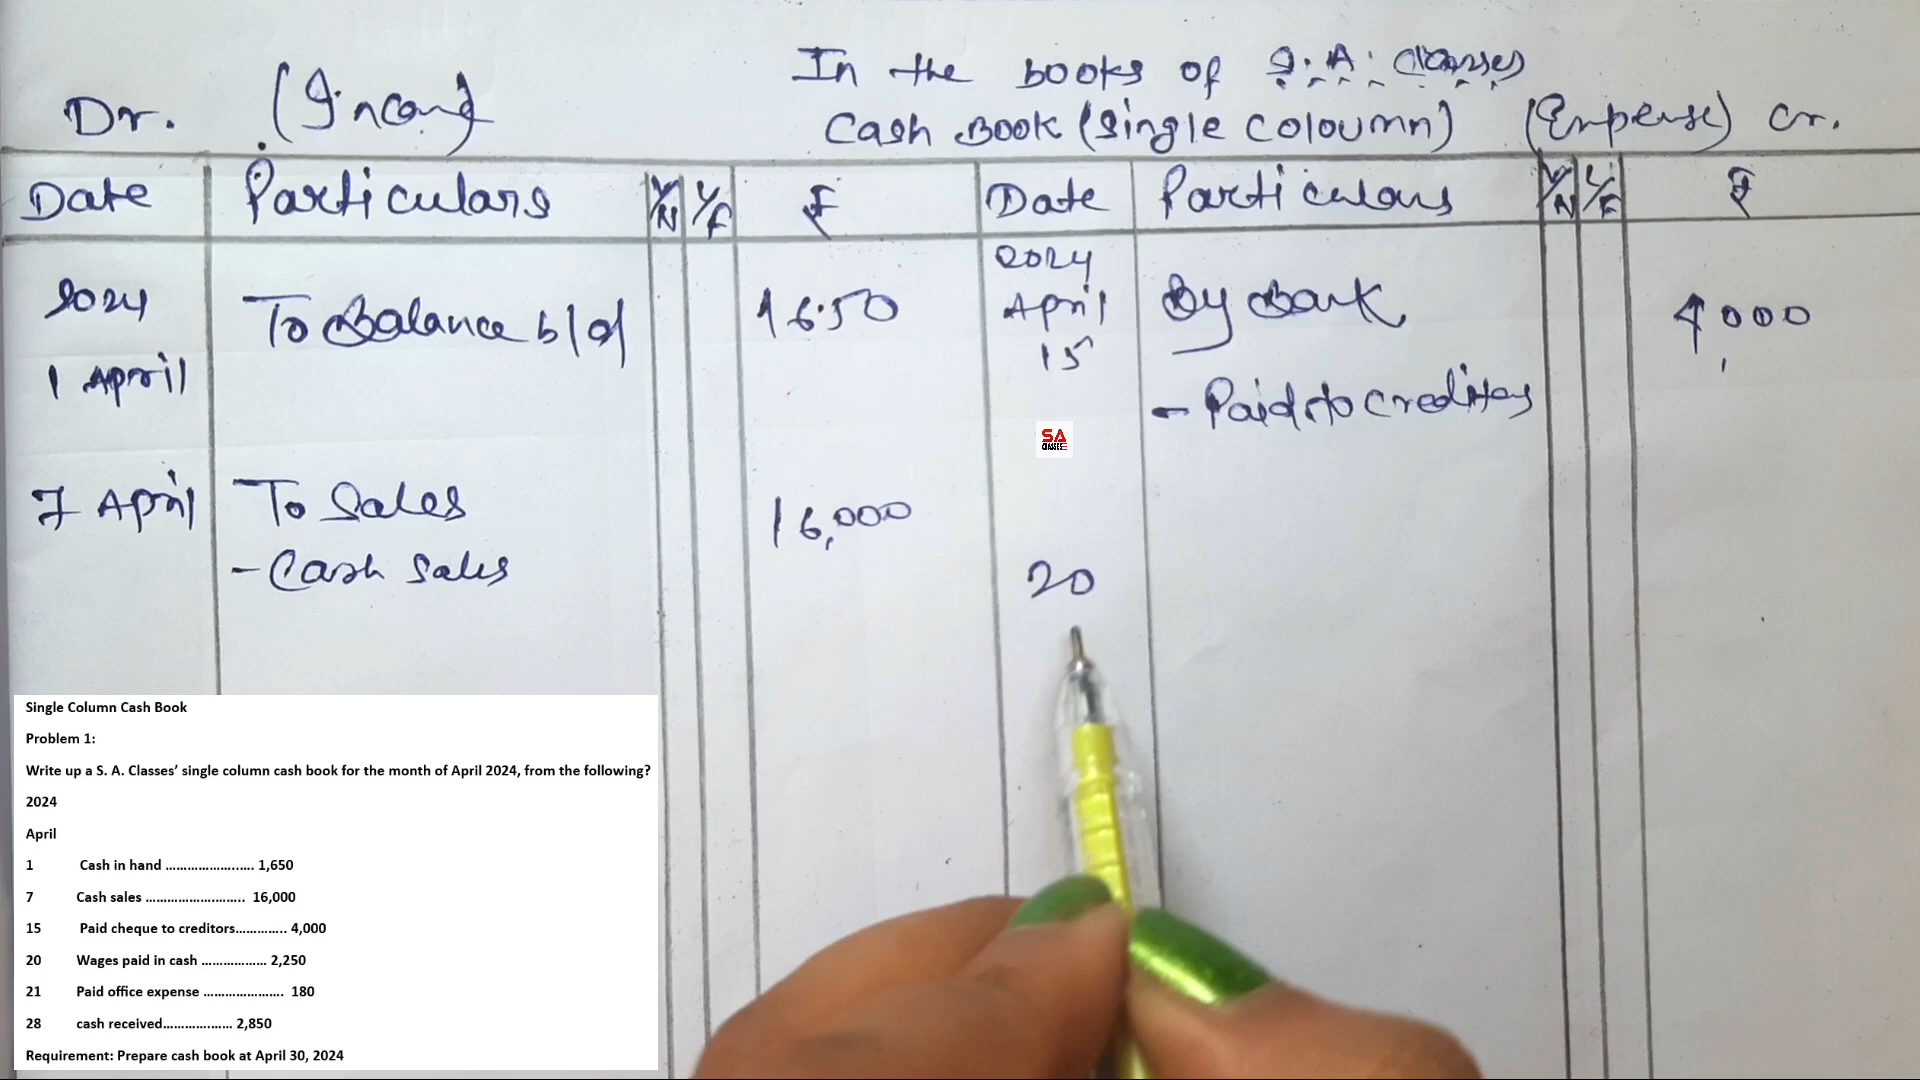 In the books of S. A. Classes
Dr. (Income) Cash Book (Single Coloumn) (Expense) Cr.
Date Particulars V/N L/F ₹ Date Particulars V/N L/F ₹
2024 1 April To Balance b/d 1650 2024 April 15 By Bank 4,000
- Paid to creditors
SA
CLASSES
7 April To Sales 16,000
- Cash Sales
20
Single Column Cash Book
Problem 1:
Write up a S. A. Classes’ single column cash book for the month of April 2024, from the following?
2024
April
1 Cash in hand ………………..…. 1,650
7 Cash sales …………………….. 16,000
15 Paid cheque to creditors………….. 4,000
20 Wages paid in cash ……………… 2,250
21 Paid office expense …………………. 180
28 cash received……………… 2,850
Requirement: Prepare cash book at April 30, 2024